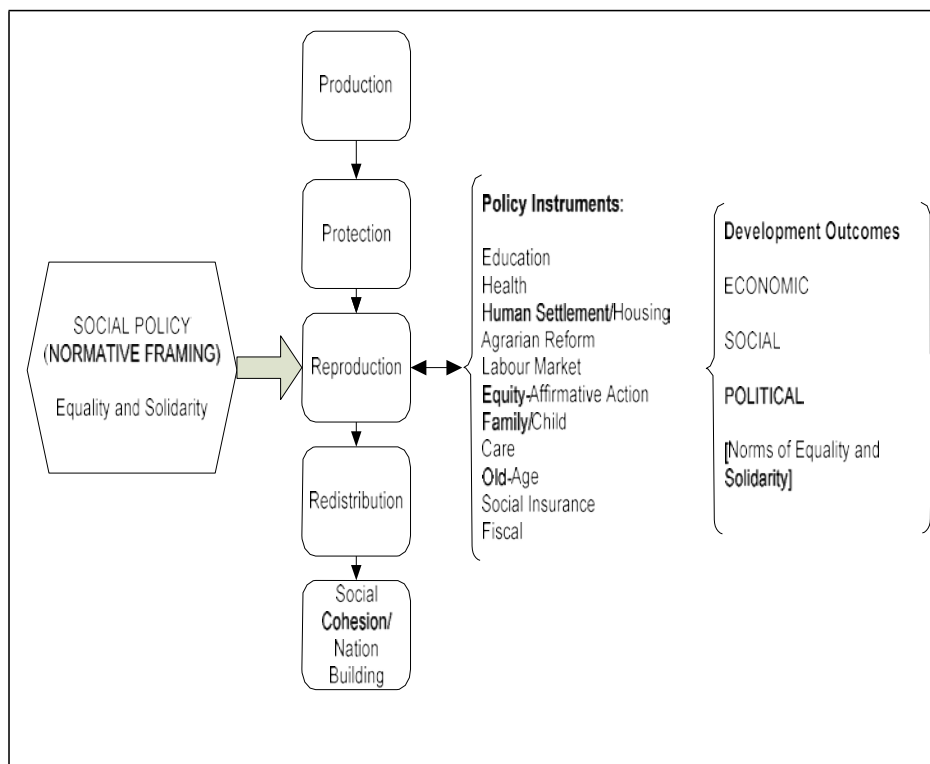 SOCIAL POLICY
(NORMATIVE FRAMING)
Equality and Solidarity
Production
Protection
Reproduction
Redistribution
Social
Cohesion/
Nation
Building
Policy Instruments:
Education
Health
Human Settlement/Housing
Agrarian Reform
Labour Market
Equity-Affirmative Action
Family/Child
Care
Old-Age
Social Insurance
Fiscal
Development Outcomes
ECONOMIC
SOCIAL
POLITICAL
[Norms of Equality and
Solidarity]